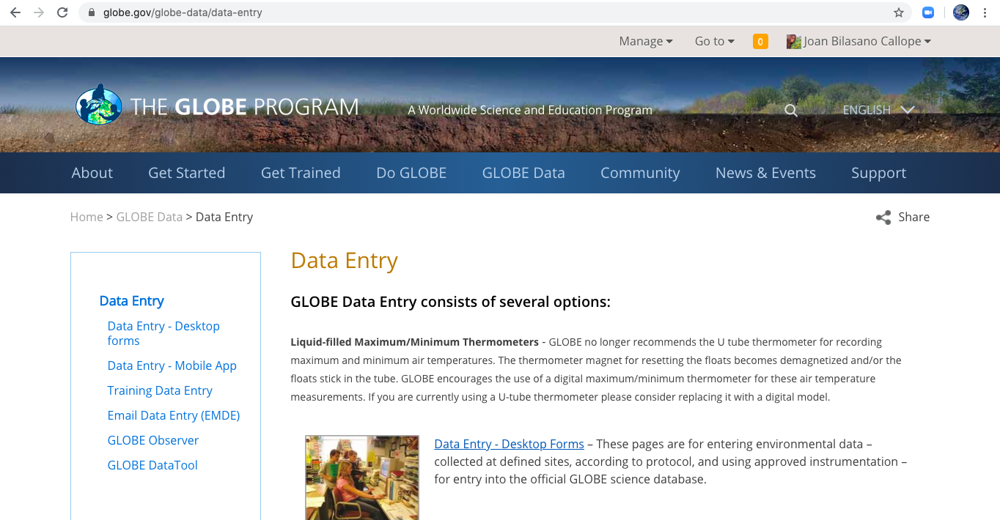 globe.gov/globe-data/data-entry
Manage Go to 0 Joan Bilasano Callope
THE GLOBE PROGRAM A Worldwide Science and Education Program ENGLISH
About Get Started Get Trained Do GLOBE GLOBE Data Community News & Events Support
Home > GLOBE Data > Data Entry Share
Data Entry
Data Entry - Desktop
forms
Data Entry - Mobile App
Training Data Entry
Email Data Entry (EMDE)
GLOBE Observer
GLOBE DataTool
Data Entry
GLOBE Data Entry consists of several options:
Liquid-filled Maximum/Minimum Thermometers - GLOBE no longer recommends the U tube thermometer for recording
maximum and minimum air temperatures. The thermometer magnet for resetting the floats becomes demagnetized and/or the
floats stick in the tube. GLOBE encourages the use of a digital maximum/minimum thermometer for these air temperature
measurements. If you are currently using a U-tube thermometer please consider replacing it with a digital model.
Data Entry - Desktop Forms – These pages are for entering environmental data –
collected at defined sites, according to protocol, and using approved instrumentation –
for entry into the official GLOBE science database.